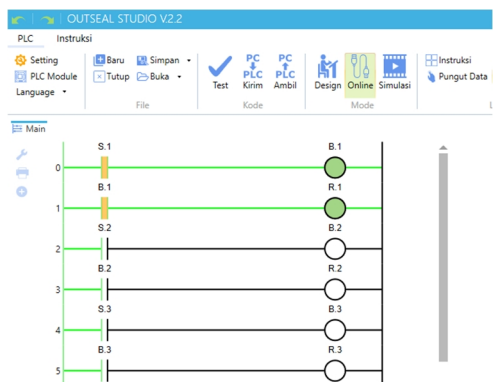 OUTSEAL STUDIO V2.2
PLC Instruksi
Setting Baru Simpan PC PLC PC PLC Instruksi
PLC Module Tutup Buka Test Kirim Ambil Design Online Simulasi Pungut Data
Language
File Kode Mode L
Main
S.1 B.1
0
B.1 R.1
1
S.2 B.2
2
B.2 R.2
3
S.3 B.3
4
B.3 R.3
5